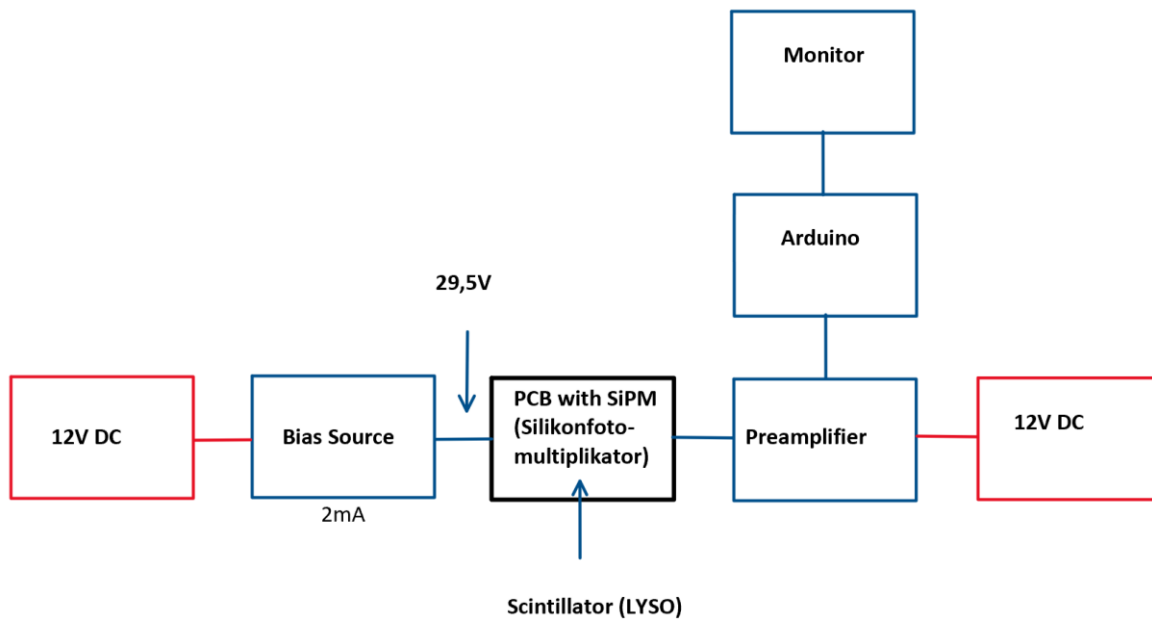 Monitor
Arduino
29,5V
12V DC
Bias Source
2mA
PCB with SiPM
(Silikonfoto-
multiplikator)
Preamplifier
12V DC
Scintillator (LYSO)